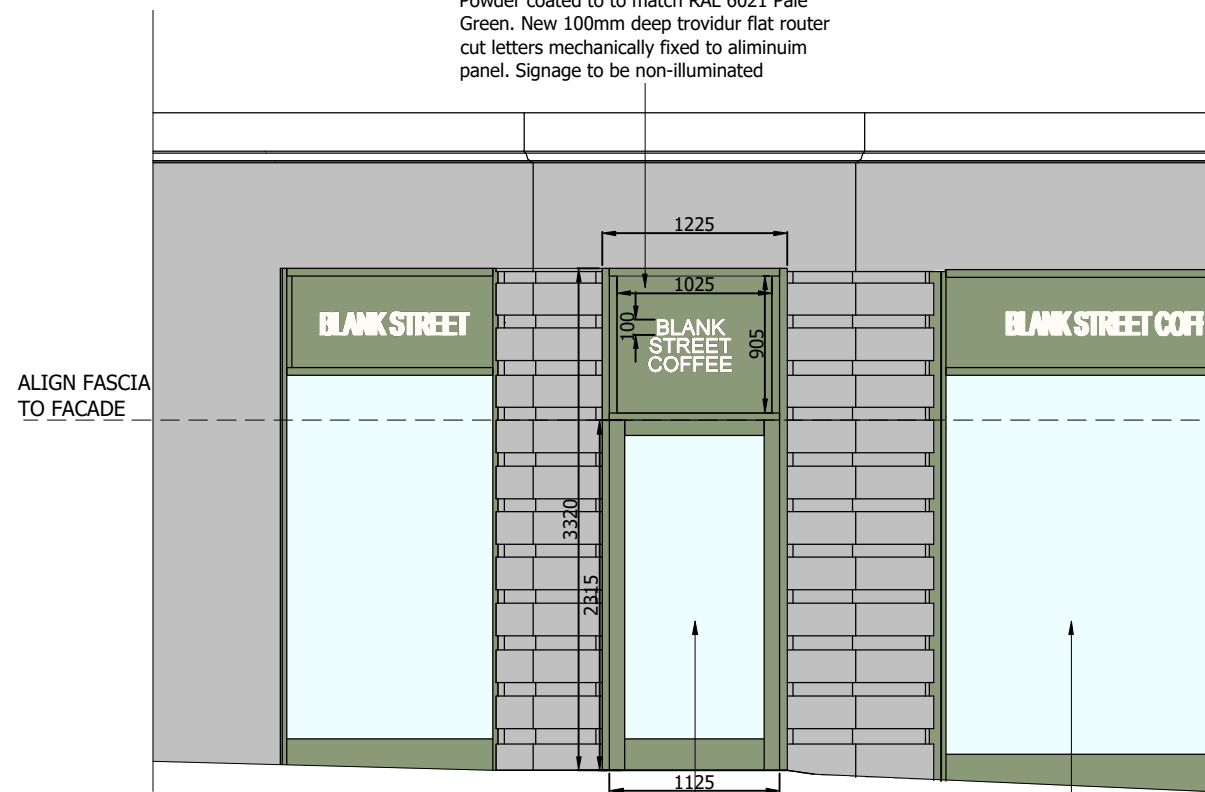 Powder coated to to match RAL 6021 Pale
Green. New 100mm deep trovidur flat router
cut letters mechanically fixed to aliminuim
panel. Signage to be non-illuminated
1225
1025
100
905
BLANK STREET
BLANK
STREET
COFFEE
BLANK STREET COFF
ALIGN FASCIA
TO FACADE
3320
2315
1125